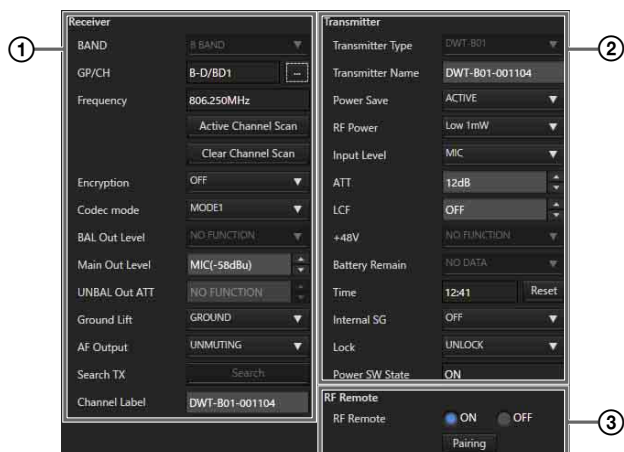 Receiver
BAND B BAND
GP/CH B-D/BD1 ...
Frequency 806.250MHz
Active Channel Scan
Clear Channel Scan
Encryption OFF
Codec mode MODE1
BAL Out Level NO FUNCTION
Main Out Level MIC(-58dBu)
UNBAL Out ATT NO FUNCTION
Ground Lift GROUND
AF Output UNMUTING
Search TX Search
Channel Label DWT-B01-001104
1
Transmitter
Transmitter Type DWT-B01
Transmitter Name DWT-B01-001104
Power Save ACTIVE
RF Power Low 1mW
Input Level MIC
ATT 12dB
LCF OFF
+48V NO FUNCTION
Battery Remain NO DATA
Time 12:41 Reset
Internal SG OFF
Lock UNLOCK
Power SW State ON
2
RF Remote
RF Remote ON OFF
Pairing
3